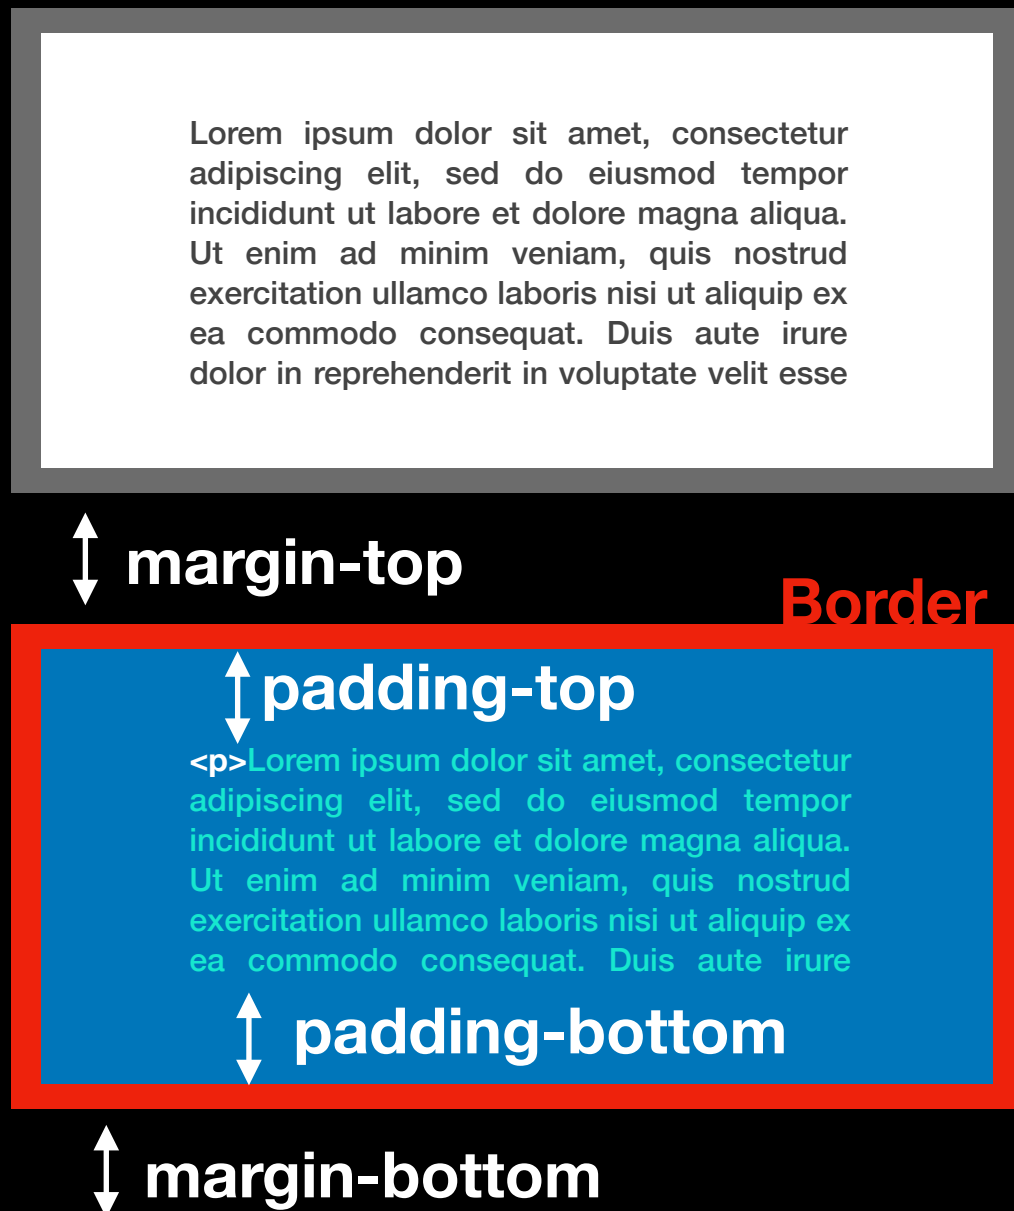 Lorem ipsum dolor sit amet, consectetur
adipiscing elit, sed do eiusmod tempor
incididunt ut labore et dolore magna aliqua.
Ut enim ad minim veniam, quis nostrud
exercitation ullamco laboris nisi ut aliquip ex
ea commodo consequat. Duis aute irure
dolor in reprehenderit in voluptate velit esse
margin-top
Border
padding-top
<p>Lorem ipsum dolor sit amet, consectetur
adipiscing elit, sed do eiusmod tempor
incididunt ut labore et dolore magna aliqua.
Ut enim ad minim veniam, quis nostrud
exercitation ullamco laboris nisi ut aliquip ex
ea commodo consequat. Duis aute irure
padding-bottom
margin-bottom